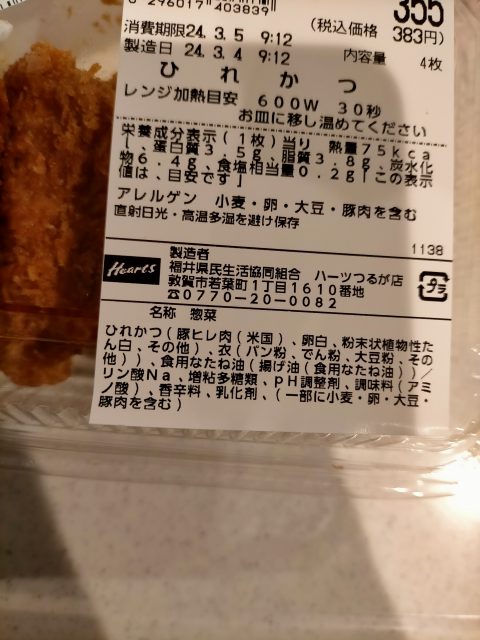 0 296017 403839
355
消費期限24.3.5 9:12
(税込価格 383円)
製造日 24.3.4 9:12
内容量 4枚
ひれかつ
レンジ加熱目安 600W 30秒
お皿に移し温めてください
栄養成分表示(1枚)当り 熱量75kca
l、蛋白質3.5g、脂質3.8g、炭水化
物6.4g、食塩相当量0.2g[この表示
値は、目安です]
アレルゲン 小麦・卵・大豆・豚肉を含む
直射日光・高温多湿を避け保存
1138
Hearts
製造者
福井県民生活協同組合 ハーツつるが店
敦賀市若葉町1丁目1610番地
☎0770-20-0082
プラ
名称 惣菜
ひれかつ(豚ヒレ肉(米国)、卵白、粉末状植物性た
ん白、その他)、衣(パン粉、でん粉、大豆粉、その
他))、食用なたね油(揚げ油(食用なたね油))/
リン酸Na、増粘多糖類、pH調整剤、調味料(アミ
ノ酸)、香辛料、乳化剤、(一部に小麦・卵・大豆・
豚肉を含む)